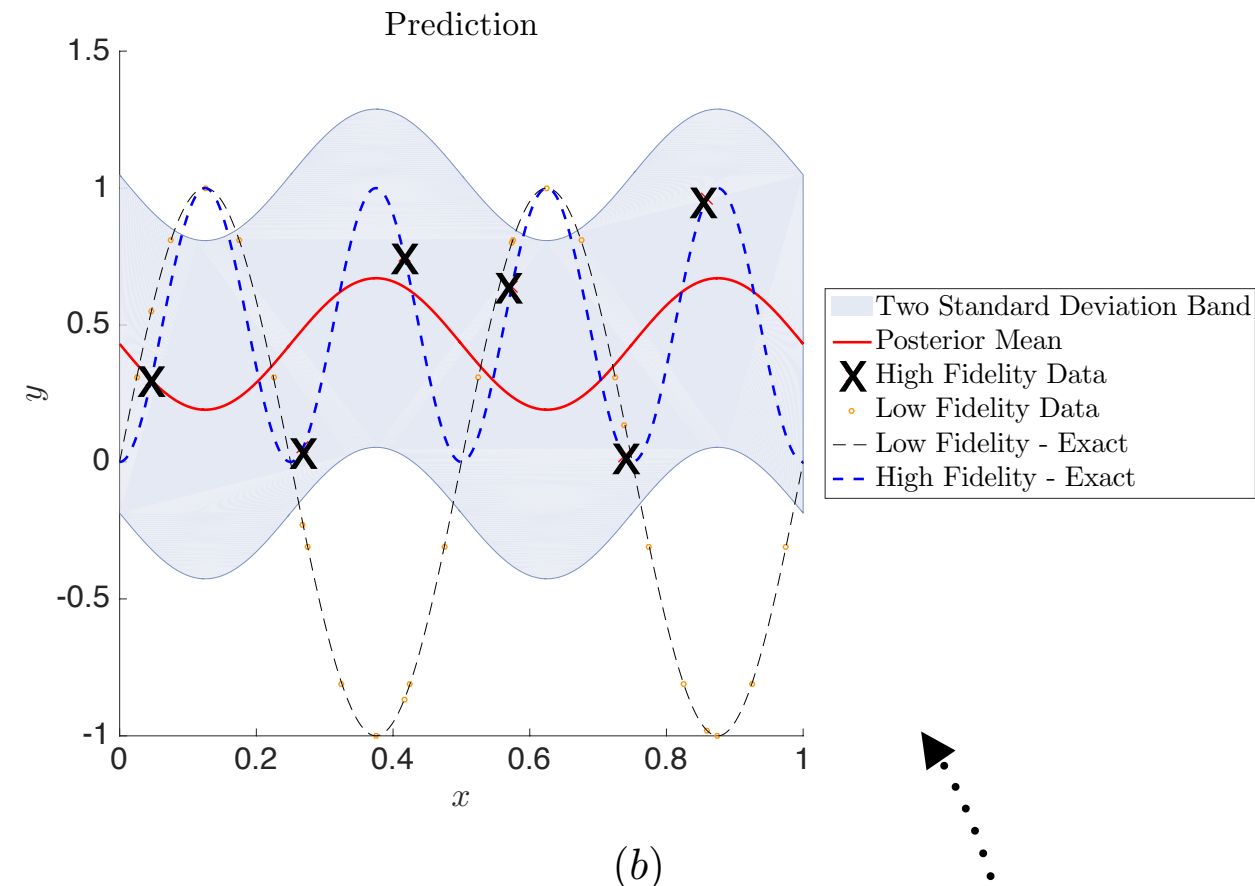 Prediction
1.5
1
0.5
0
-0.5
-1
y
0
0.2
0.4
0.6
0.8
1
x
Two Standard Deviation Band
Posterior Mean
High Fidelity Data
Low Fidelity Data
Low Fidelity - Exact
High Fidelity - Exact
(b)